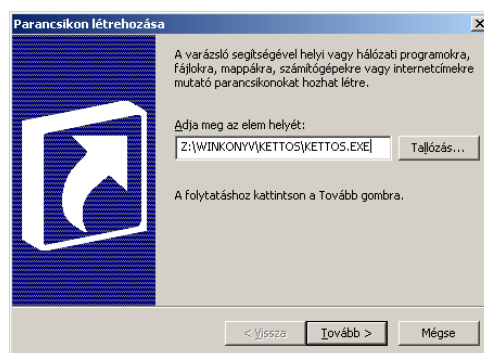 Parancsikon létrehozása
A varázsló segítségével helyi vagy hálózati programokra,
fájlokra, mappákra, számítógépekre vagy internetcímekre
mutató parancsikonokat hozhat létre.
Adja meg az elem helyét:
Z:\WINKONYV\KETTOS\KETTOS.EXE
Tallózás...
A folytatáshoz kattintson a Tovább gombra.
< Vissza
Tovább >
Mégse